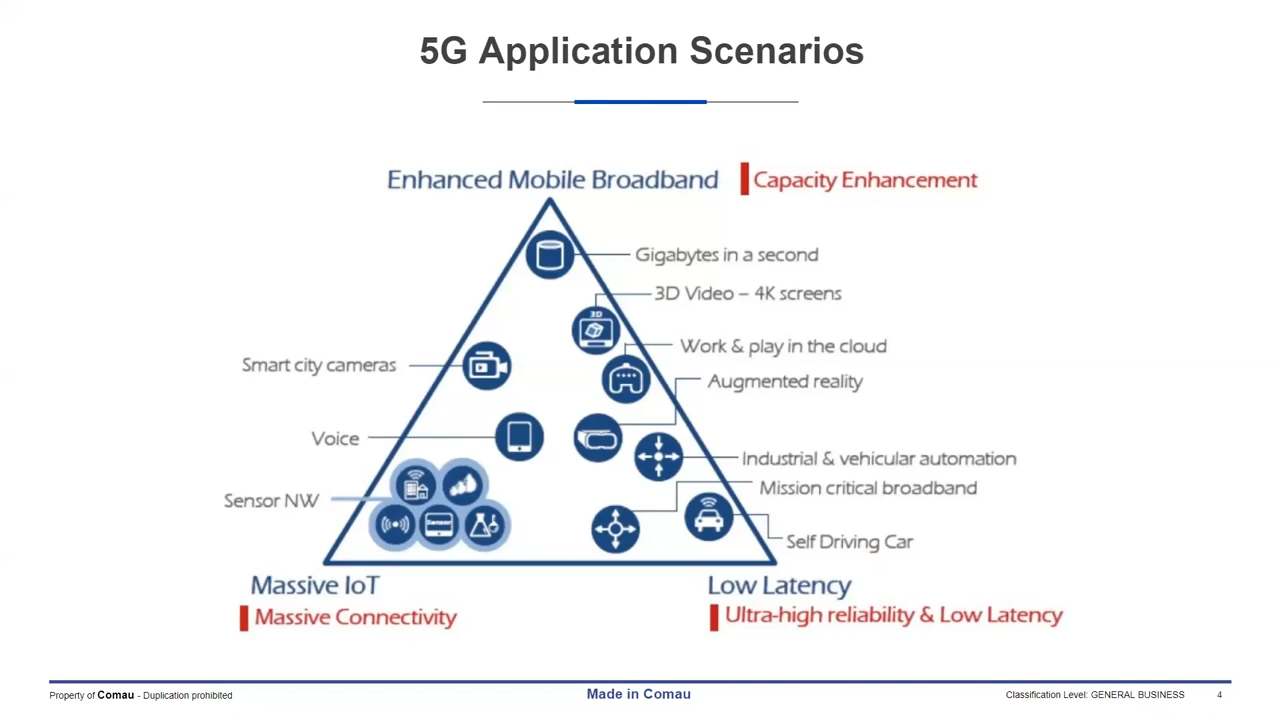 5G Application Scenarios
Enhanced Mobile Broadband
Capacity Enhancement
Gigabytes in a second
3D Video – 4K screens
3D
Work & play in the cloud
Smart city cameras
Augmented reality
Voice
Industrial & vehicular automation
Mission critical broadband
Sensor NW
Sensor
Self Driving Car
Massive IoT
Massive Connectivity
Low Latency
Ultra-high reliability & Low Latency
Property of Comau - Duplication prohibited
Made in Comau
Classification Level: GENERAL BUSINESS
4